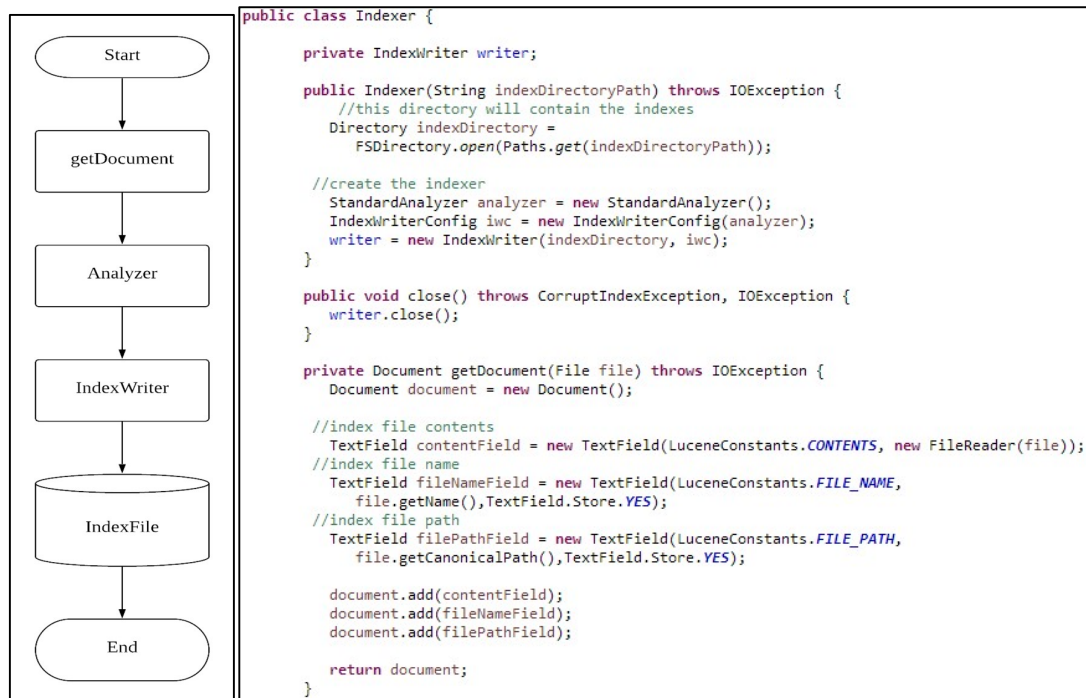 Start
getDocument
Analyzer
IndexWriter
IndexFile
End
public class Indexer {
private IndexWriter writer;
public Indexer(String indexDirectoryPath) throws IOException {
//this directory will contain the indexes
Directory indexDirectory =
FSDirectory.open(Paths.get(indexDirectoryPath));
//create the indexer
StandardAnalyzer analyzer = new StandardAnalyzer();
IndexWriterConfig iwc = new IndexWriterConfig(analyzer);
writer = new IndexWriter(indexDirectory, iwc);
}
public void close() throws CorruptIndexException, IOException {
writer.close();
}
private Document getDocument(File file) throws IOException {
Document document = new Document();
//index file contents
TextField contentField = new TextField(LuceneConstants.CONTENTS, new FileReader(file));
//index file name
TextField fileNameField = new TextField(LuceneConstants.FILE_NAME,
file.getName(),TextField.Store.YES);
//index file path
TextField filePathField = new TextField(LuceneConstants.FILE_PATH,
file.getCanonicalPath(),TextField.Store.YES);
document.add(contentField);
document.add(fileNameField);
document.add(filePathField);
return document;
}